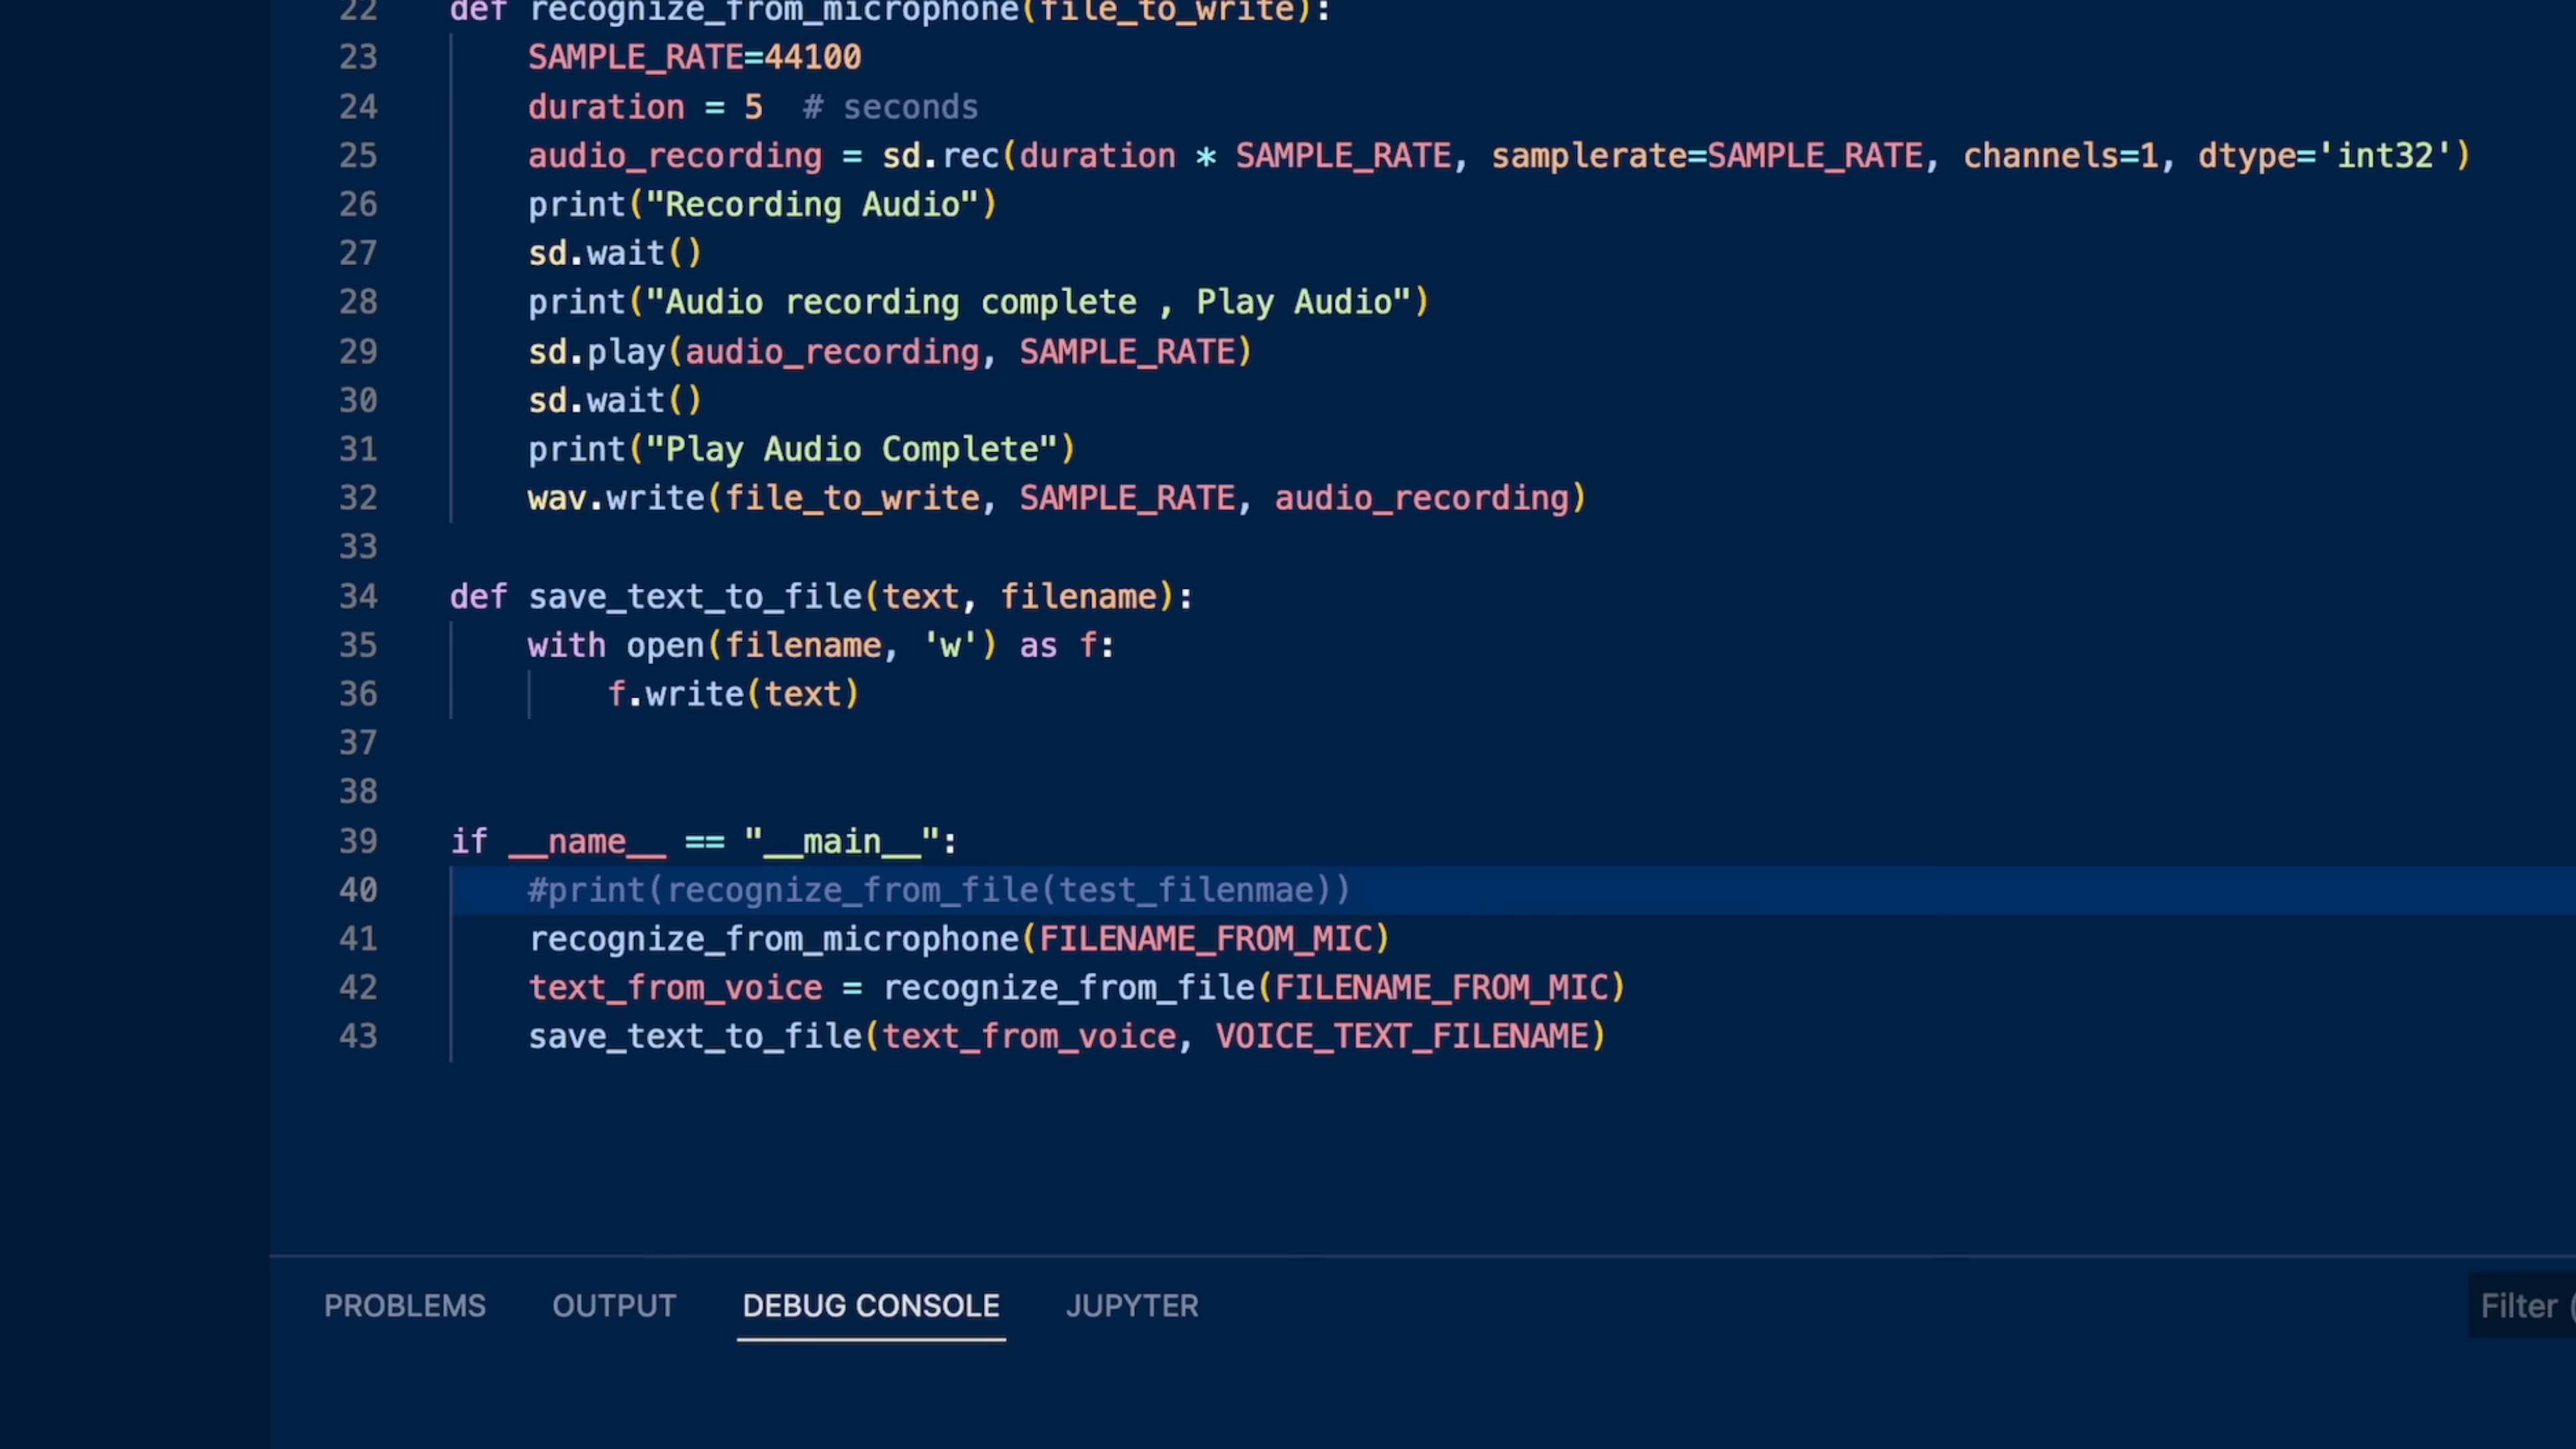 22 def recognize_from_microphone(file_to_write):
23 SAMPLE_RATE=44100
24 duration = 5  # seconds
25 audio_recording = sd.rec(duration * SAMPLE_RATE, samplerate=SAMPLE_RATE, channels=1, dtype='int32')
26 print("Recording Audio")
27 sd.wait()
28 print("Audio recording complete , Play Audio")
29 sd.play(audio_recording, SAMPLE_RATE)
30 sd.wait()
31 print("Play Audio Complete")
32 wav.write(file_to_write, SAMPLE_RATE, audio_recording)
33
34 def save_text_to_file(text, filename):
35 with open(filename, 'w') as f:
36 f.write(text)
37
38
39 if __name__ == "__main__":
40 #print(recognize_from_file(test_filenmae))
41 recognize_from_microphone(FILENAME_FROM_MIC)
42 text_from_voice = recognize_from_file(FILENAME_FROM_MIC)
43 save_text_to_file(text_from_voice, VOICE_TEXT_FILENAME)
PROBLEMS OUTPUT DEBUG CONSOLE JUPYTER Filter (